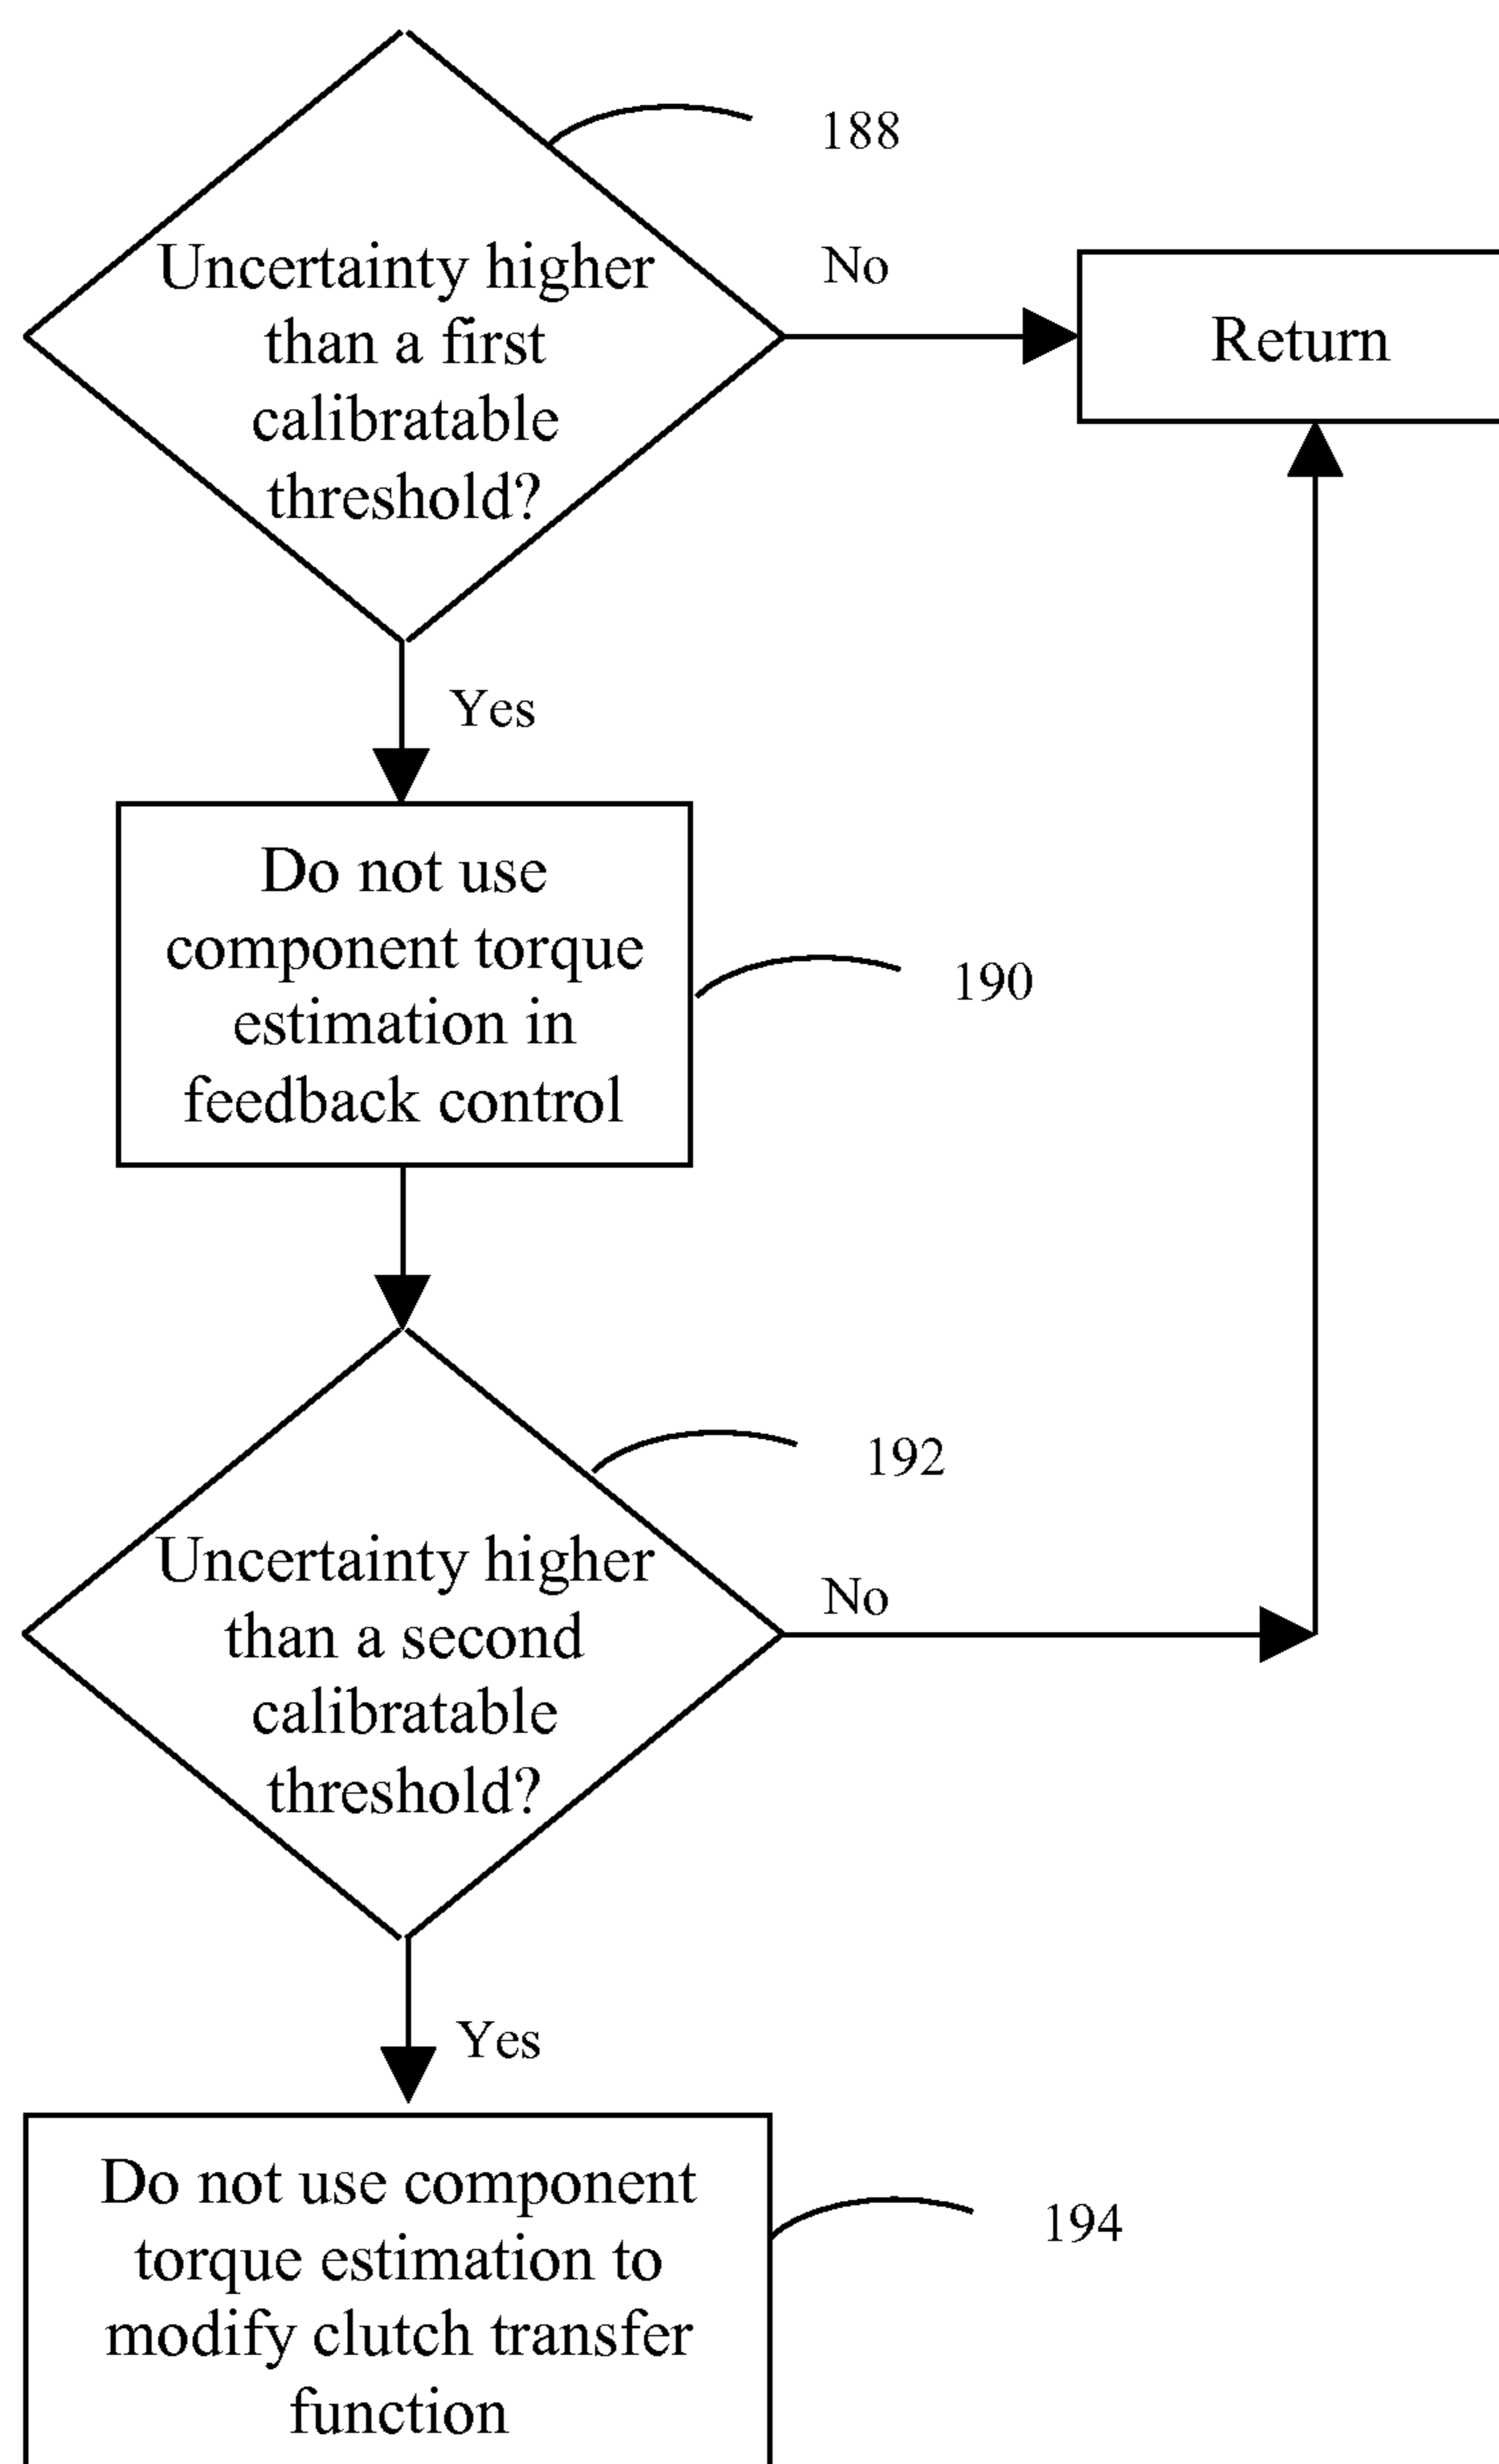 188
Uncertainty higher
than a first
calibratable
threshold?
No
Return
Yes
Do not use
component torque
estimation in
feedback control
190
192
Uncertainty higher
than a second
calibratable
threshold?
No
Yes
Do not use component
torque estimation to
modify clutch transfer
function
194